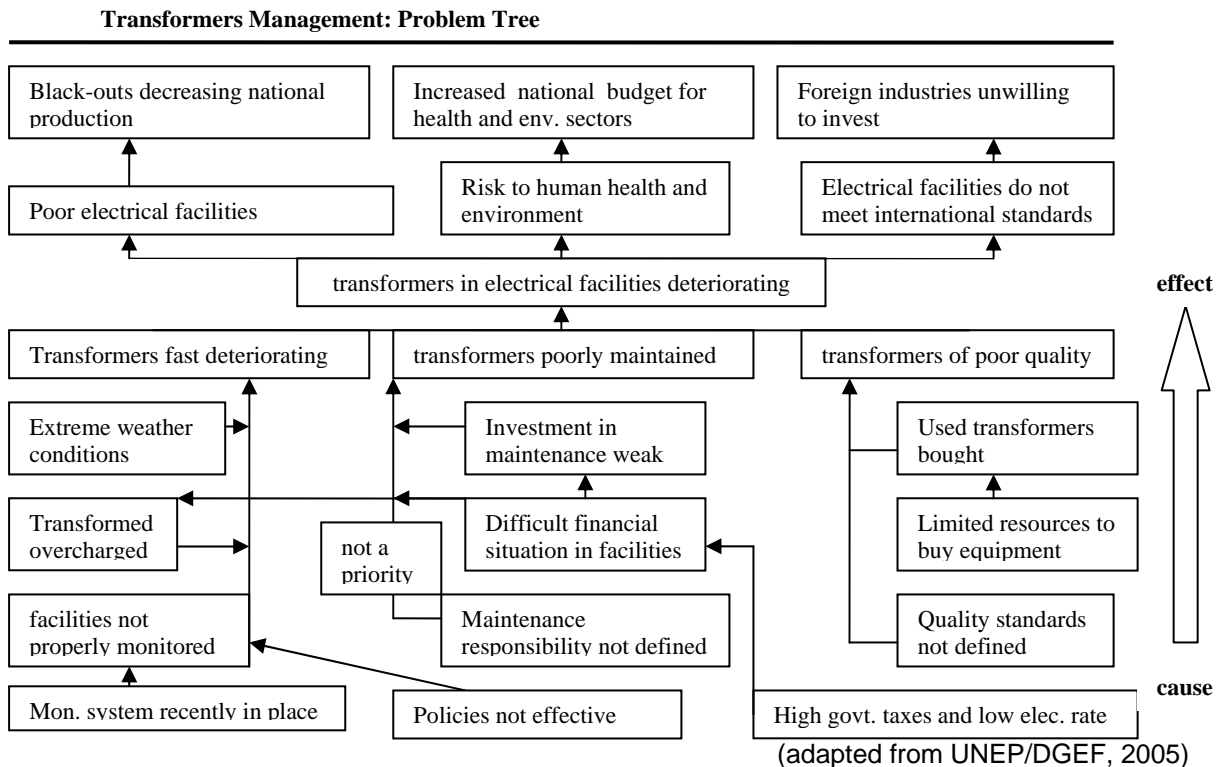 Transformers Management: Problem Tree
Black-outs decreasing national
production
Increased national budget for
health and env. sectors
Foreign industries unwilling
to invest
Poor electrical facilities
Risk to human health and
environment
Electrical facilities do not
meet international standards
transformers in electrical facilities deteriorating
effect
Transformers fast deteriorating
transformers poorly maintained
transformers of poor quality
Extreme weather
conditions
Investment in
maintenance weak
Used transformers
bought
Transformed
overcharged
not a
priority
Difficult financial
situation in facilities
Limited resources to
buy equipment
facilities not
properly monitored
Maintenance
responsibility not defined
Quality standards
not defined
cause
Mon. system recently in place
Policies not effective
High govt. taxes and low elec. rate
(adapted from UNEP/DGEF, 2005)